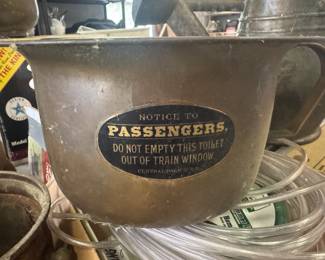 NOTICE TO
PASSENGERS,
DO NOT EMPTY THIS TOILET
OUT OF TRAIN WINDOW.